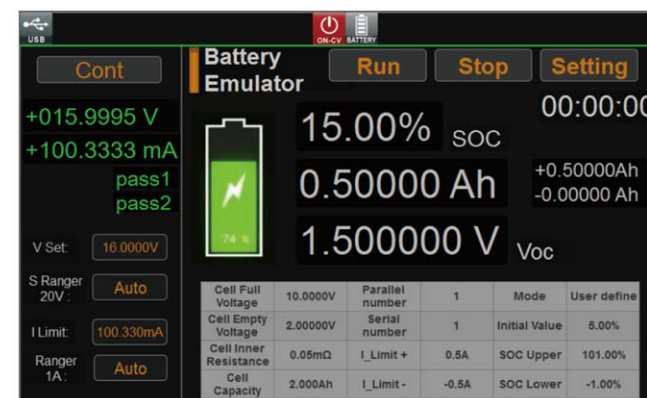 USB
ON-CV BATTERY
Cont
+015.9995 V
+100.3333 mA
pass1
pass2
V Set: 16.0000V
S Ranger
20V : Auto
I Limit: 100.330mA
Ranger
1A : Auto
Battery
Emulator
Run Stop Setting
00:00:00
15.00% SOC
0.50000 Ah
+0.50000Ah
-0.00000 Ah
1.500000 V Voc
74 %
Cell Full
Voltage 10.0000V Parallel
number 1 Mode User define
Cell Empty
Voltage 2.00000V Serial
number 1 Initial Value 5.00%
Cell Inner
Resistance 0.05mΩ I_Limit + 0.5A SOC Upper 101.00%
Cell
Capacity 2.000Ah I_Limit - -0.5A SOC Lower -1.00%